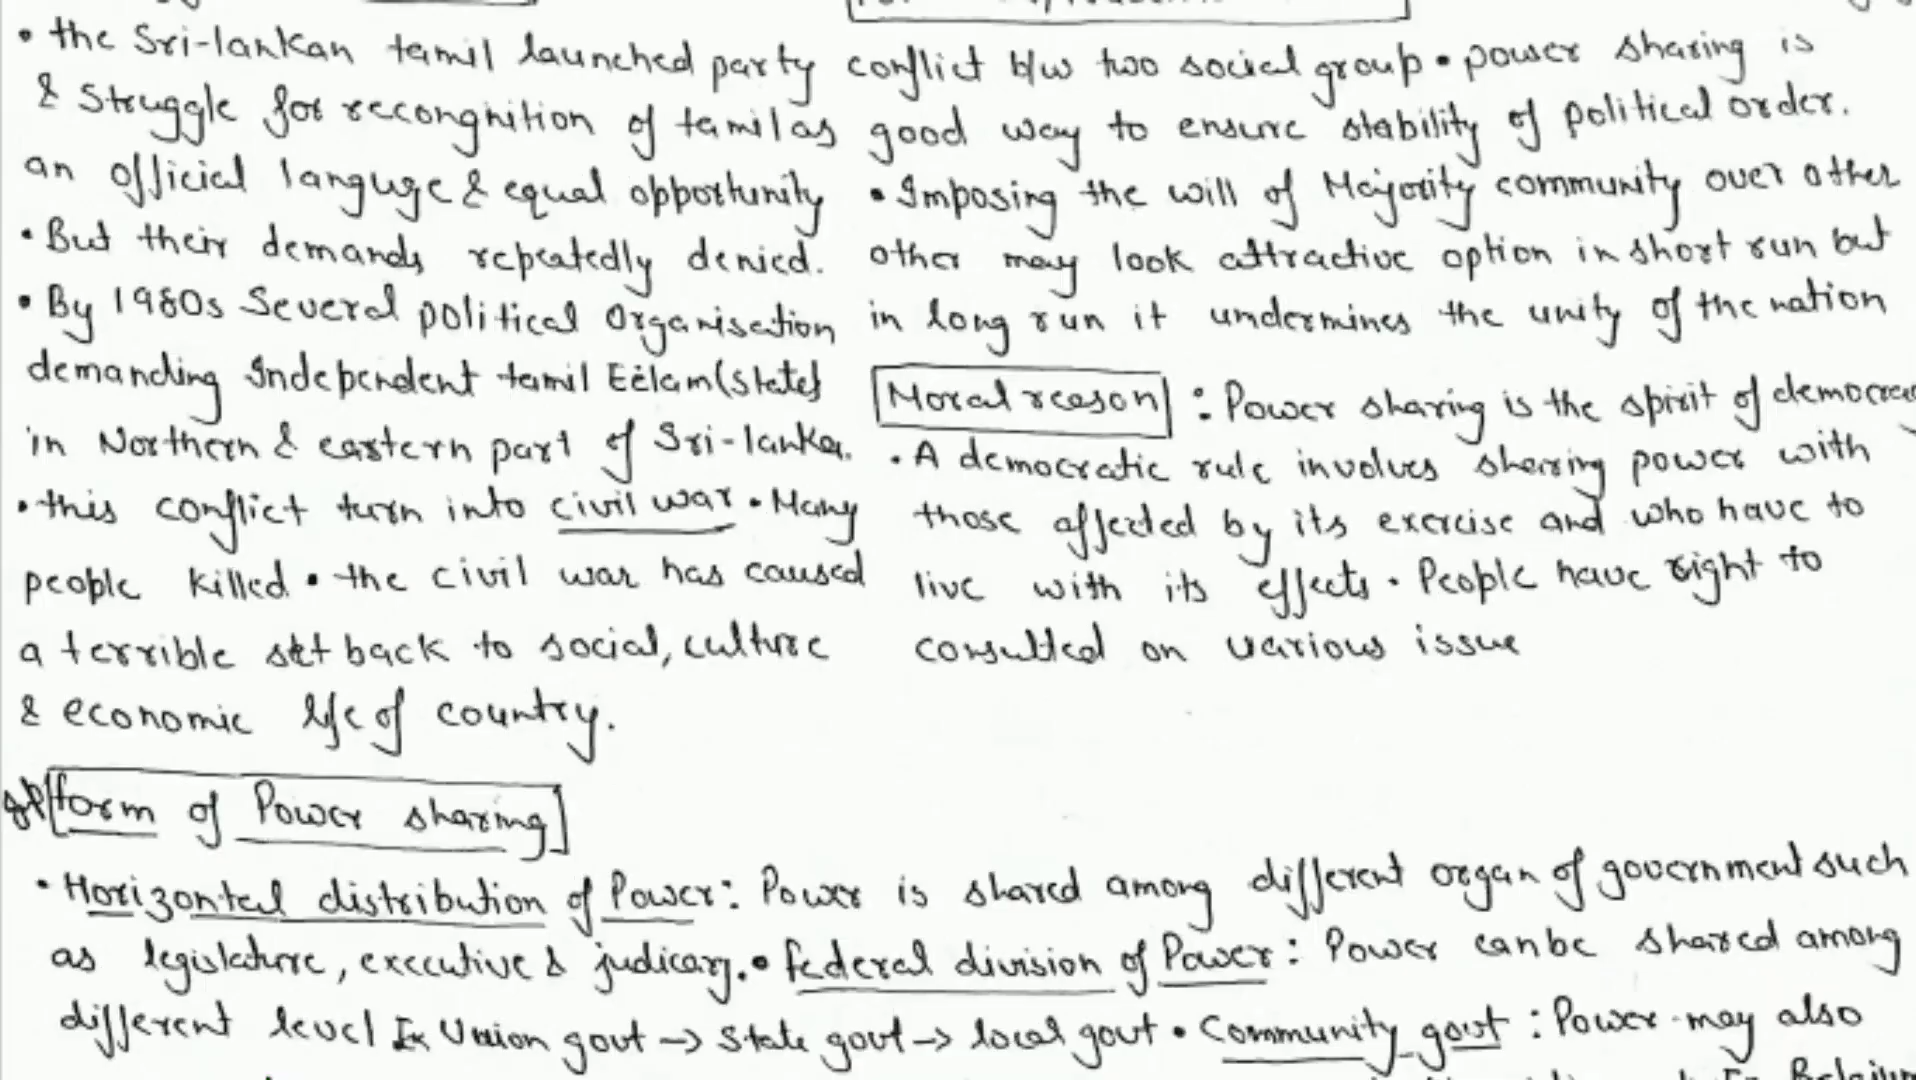 • the Sri-lankan tamil launched party
& Struggle for recongnition of tamil as
an official languge & equal opportunity
• But their demands repeatedly denied.
• By 1980s Several political Organisation
demanding Independent tamil Eelam (state)
in Northern & eastern part of Sri-lanka.
• this conflict turn into civil war • Many
people killed • the civil war has caused
a terrible set back to social, culture
& economic life of country.
conflict b/w two social group • power sharing is
good way to ensure stability of political order.
• Imposing the will of Majority community over other
other may look attractive option in short run but
in long run it undermines the unity of the nation
Moral reason : Power sharing is the spirit of
• A democratic rule involves sharing power with
those affected by its exercise and who have to
live with its effects • People have right to
consulted on various issue
form of Power sharing
• Horizontal distribution of Power: Power is shared among different organ of government such
as legislature, executive & judicary. • federal division of Power: Power can be shared among
different level Ex Union govt → State govt → local govt • Community govt : Power may also